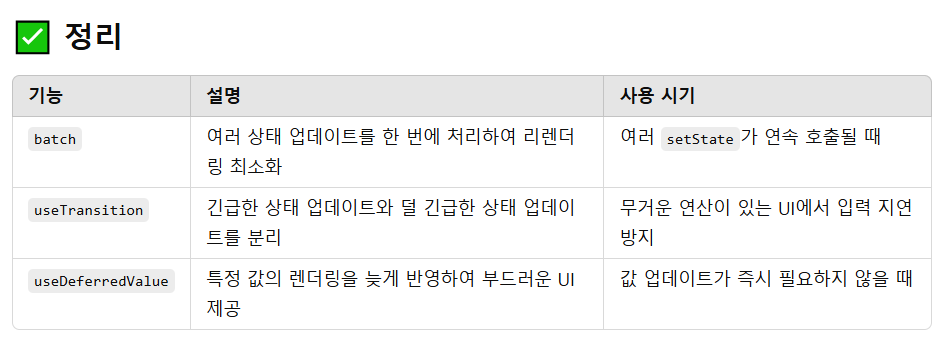 ✅ 정리
기능 설명 사용 시기
batch 여러 상태 업데이트를 한 번에 처리하여 리렌더 여러 setState가 연속 호출될 때
링 최소화
useTransition 긴급한 상태 업데이트와 덜 긴급한 상태 업데이 무거운 연산이 있는 UI에서 입력 지연
트를 분리 방지
useDeferredValue 특정 값의 렌더링을 늦게 반영하여 부드러운 UI 값 업데이트가 즉시 필요하지 않을 때
제공